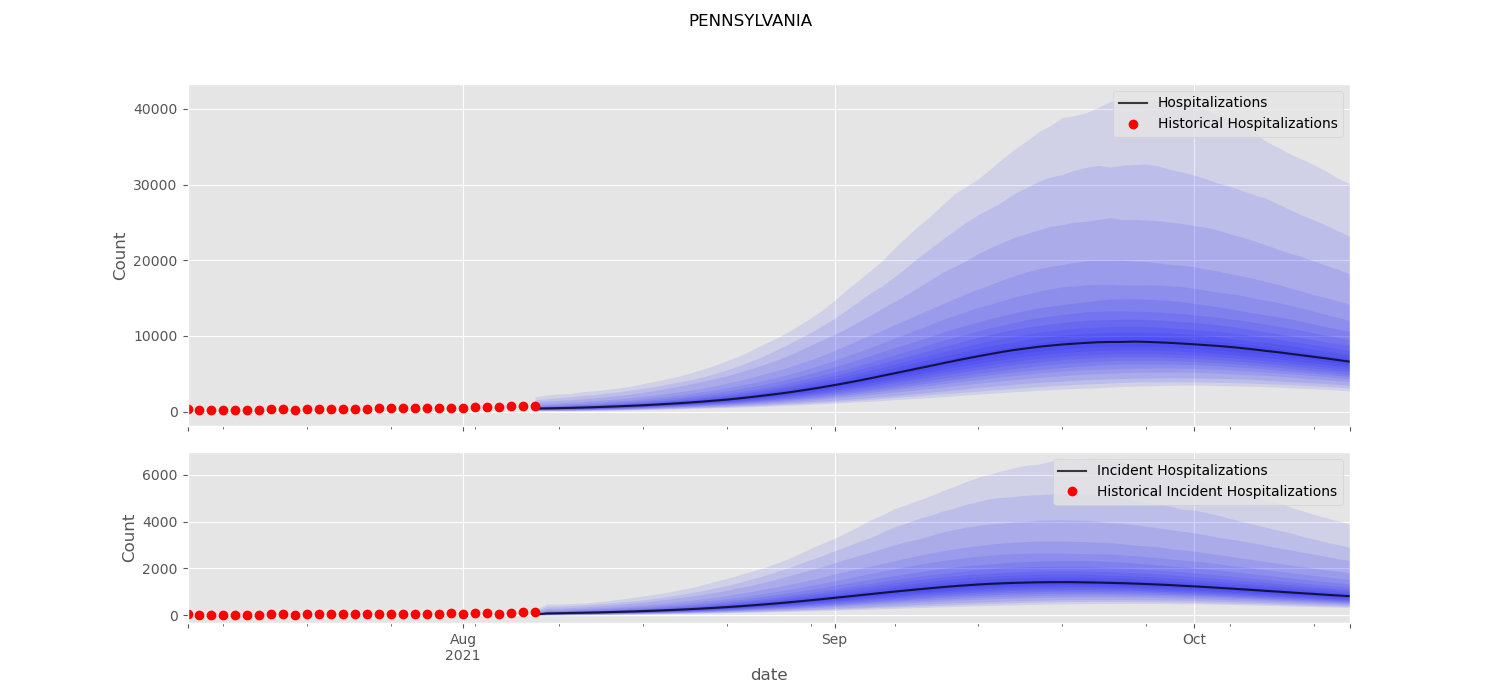 PENNSYLVANIA
Hospitalizations
Historical Hospitalizations
40000
30000
20000
10000
0
Count
Incident Hospitalizations
Historical Incident Hospitalizations
6000
4000
2000
0
Count
Aug
2021
Sep
Oct
date